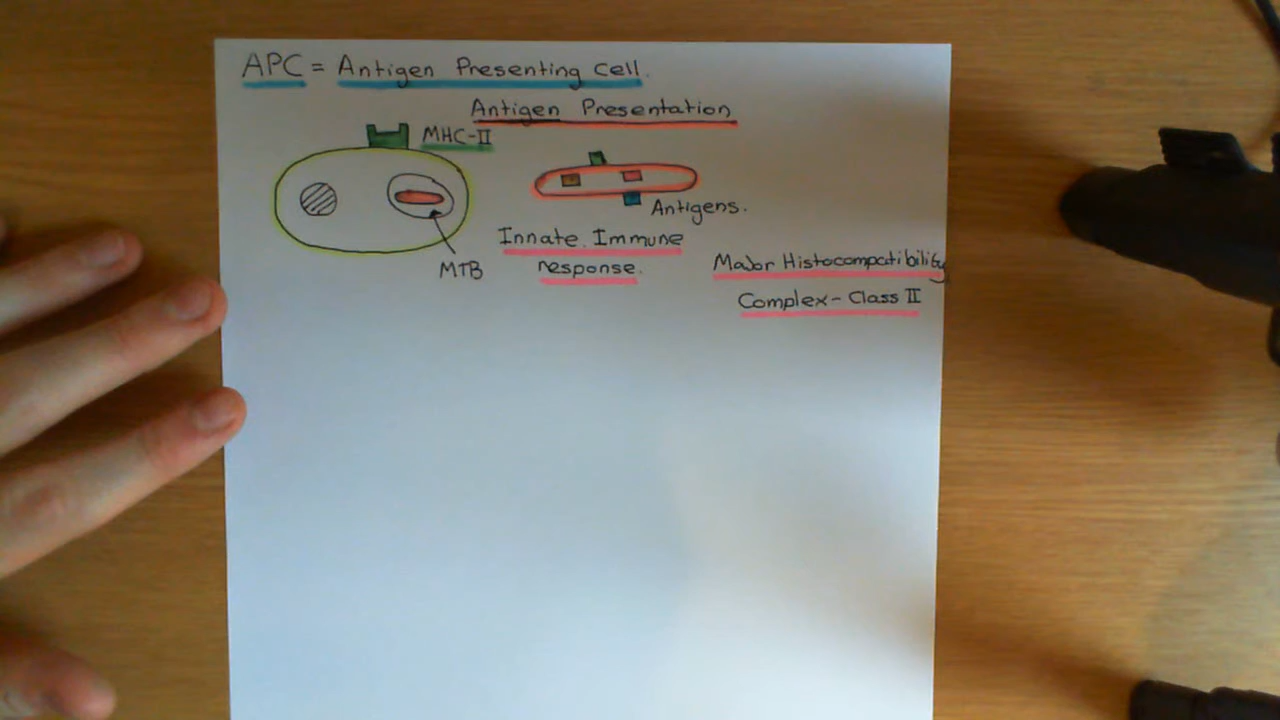 APC = Antigen Presenting Cell.
Antigen Presentation
MHC-II
Antigens.
MTB
Innate Immune
response.
Major Histocompatibility
Complex - Class II